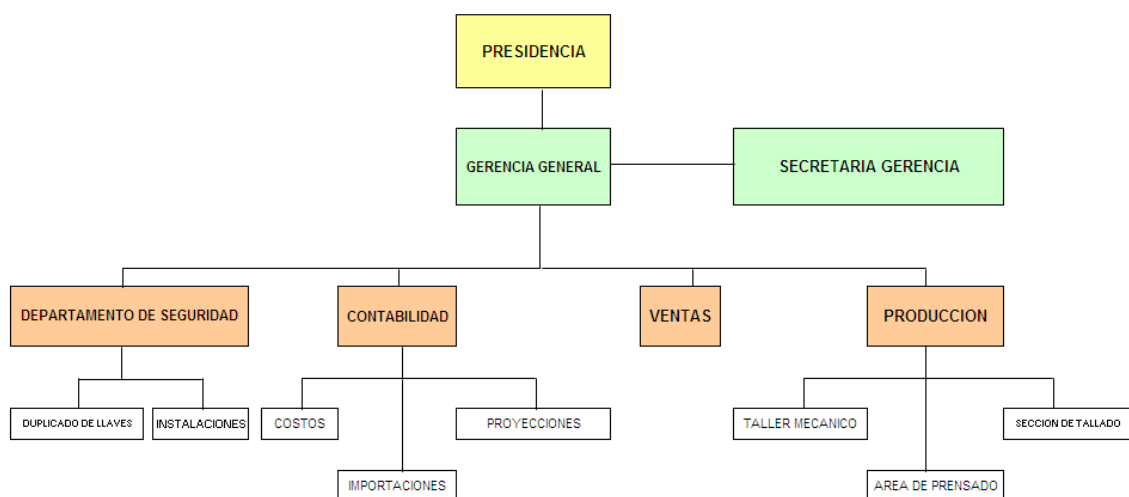 PRESIDENCIA
GERENCIA GENERAL
SECRETARIA GERENCIA
DEPARTAMENTO DE SEGURIDAD
CONTABILIDAD
VENTAS
PRODUCCION
DUPLICADO DE LLAVES
INSTALACIONES
COSTOS
PROYECCIONES
TALLER MECANICO
SECCION DE TALLADO
IMPORTACIONES
AREA DE PRENSADO